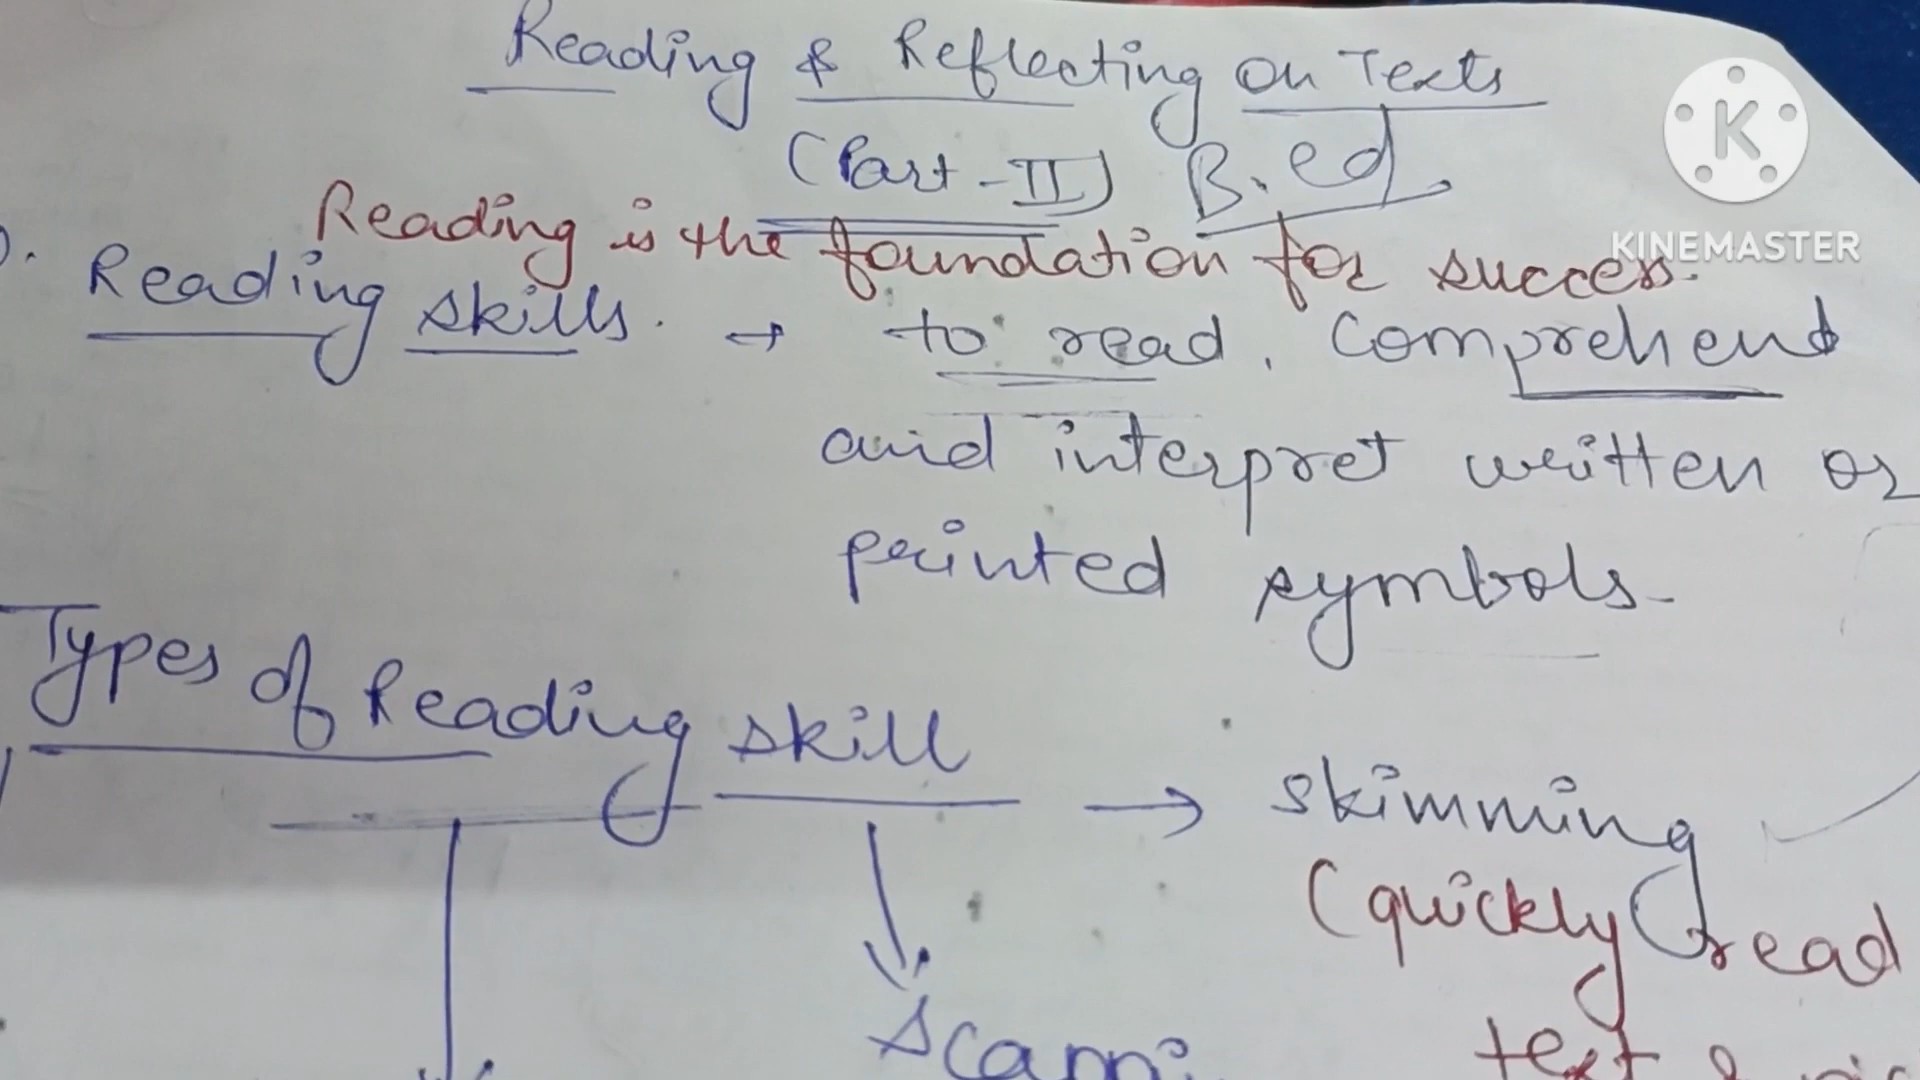 Reading & Reflecting on Texts
(Part-II) B.ed.
K
KINEMASTER
Reading is the foundation for success.
Reading skills. → to read, comprehend
and interpret written or
printed symbols.
Types of Reading skill → skimming
(quickly read
text &